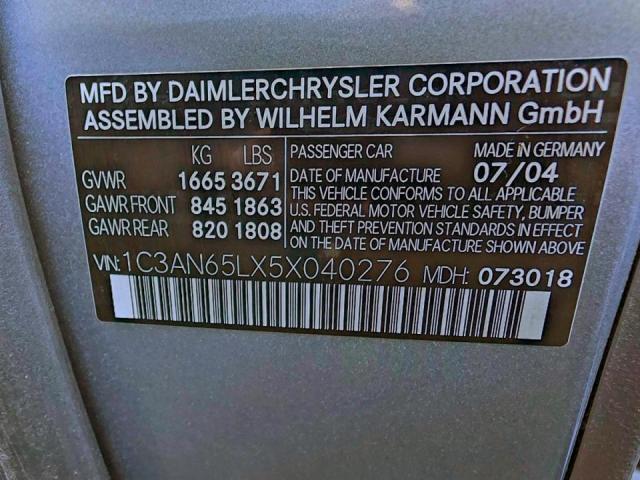 MFD BY DAIMLERCHRYSLER CORPORATION
ASSEMBLED BY WILHELM KARMANN GmbH
KG LBS
GVWR 1665 3671
GAWR FRONT 845 1863
GAWR REAR 820 1808
PASSENGER CAR MADE IN GERMANY
DATE OF MANUFACTURE 07/04
THIS VEHICLE CONFORMS TO ALL APPLICABLE
U.S. FEDERAL MOTOR VEHICLE SAFETY, BUMPER
AND THEFT PREVENTION STANDARDS IN EFFECT
ON THE DATE OF MANUFACTURE SHOWN ABOVE.
VIN: 1C3AN65LX5X040276 MDH: 073018